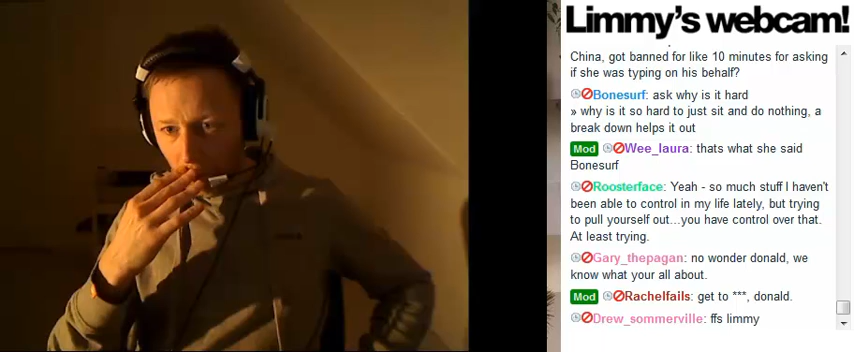 Limmy's webcam!
China, got banned for like 10 minutes for asking
if she was typing on his behalf?
Bonesurf: ask why is it hard
» why is it so hard to just sit and do nothing, a
break down helps it out
Mod Wee_laura: thats what she said
Bonesurf
Roosterface: Yeah - so much stuff I haven't
been able to control in my life lately, but trying
to pull yourself out...you have control over that.
At least trying.
Gary_thepagan: no wonder donald, we
know what your all about.
Mod Rachelfails: get to ***, donald.
Drew_sommerville: ffs limmy